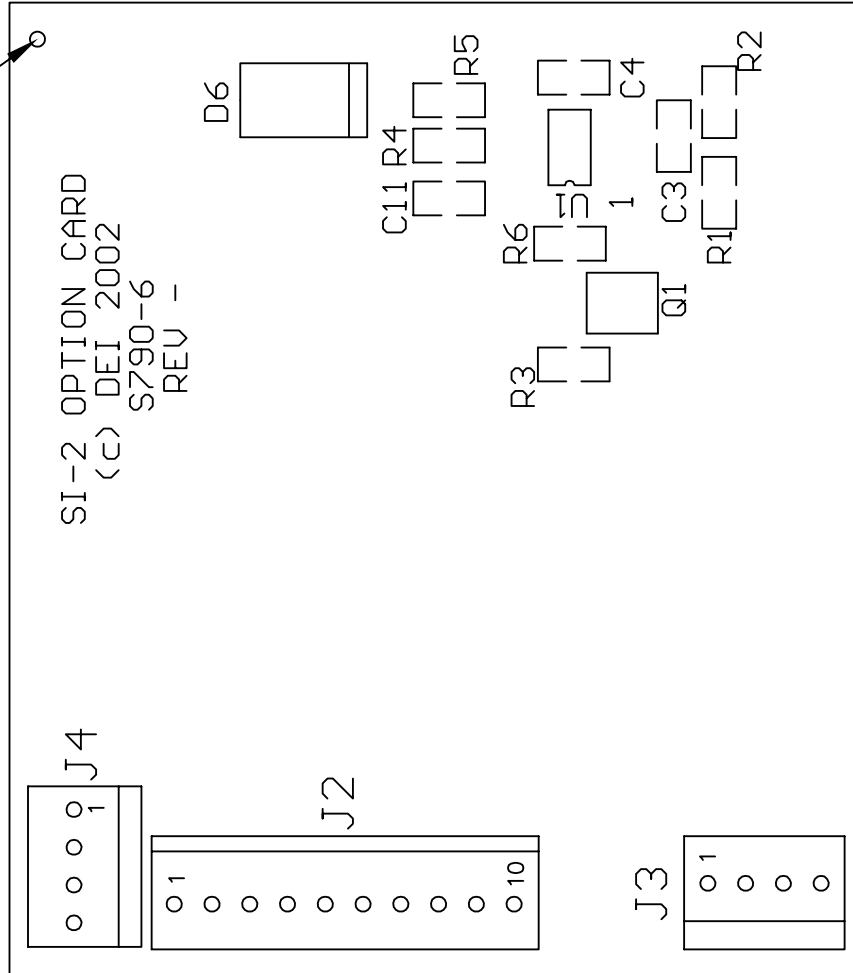 SI-2 OPTION CARD
(C) DEI 2002
S790-6
REV -
D6
R5
R4
C11
C4
R2
U1
1
C3
R1
R6
Q1
R3
J4
1
J2
1
10
J3
1